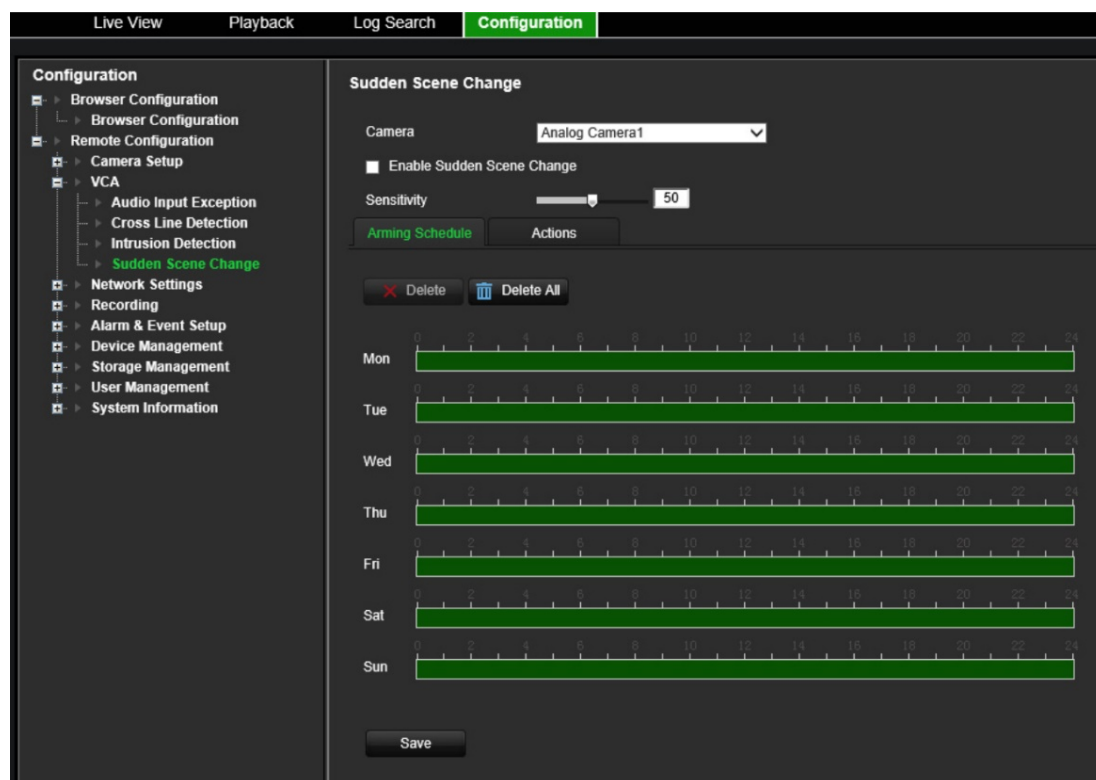 Live View Playback Log Search Configuration
Configuration
Browser Configuration
Browser Configuration
Remote Configuration
Camera Setup
VCA
Audio Input Exception
Cross Line Detection
Intrusion Detection
Sudden Scene Change
Network Settings
Recording
Alarm & Event Setup
Device Management
Storage Management
User Management
System Information
Sudden Scene Change
Camera Analog Camera1
Enable Sudden Scene Change
Sensitivity 50
Arming Schedule Actions
Delete Delete All
0 2 4 6 8 10 12 14 16 18 20 22 24
Mon
0 2 4 6 8 10 12 14 16 18 20 22 24
Tue
0 2 4 6 8 10 12 14 16 18 20 22 24
Wed
0 2 4 6 8 10 12 14 16 18 20 22 24
Thu
0 2 4 6 8 10 12 14 16 18 20 22 24
Fri
0 2 4 6 8 10 12 14 16 18 20 22 24
Sat
0 2 4 6 8 10 12 14 16 18 20 22 24
Sun
Save